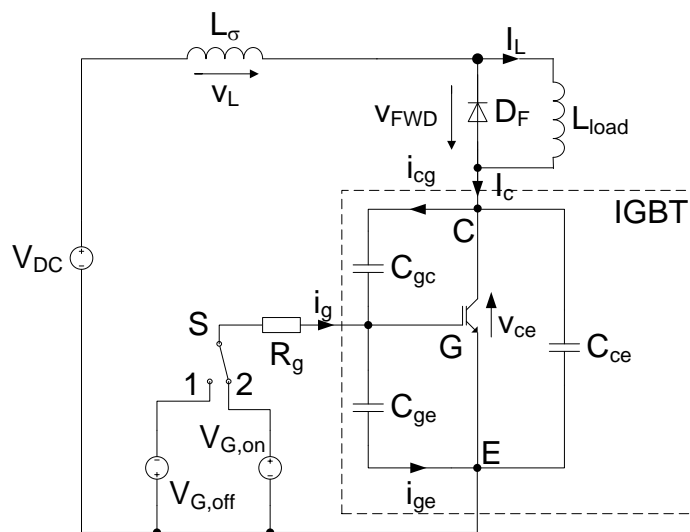 Lσ
vL
IL
vFWD
DF
Lload
icg
Ic
IGBT
C
VDC
Cgc
ig
vce
S
Rg
G
Cce
1
2
Cge
VG,on
E
VG,off
ige